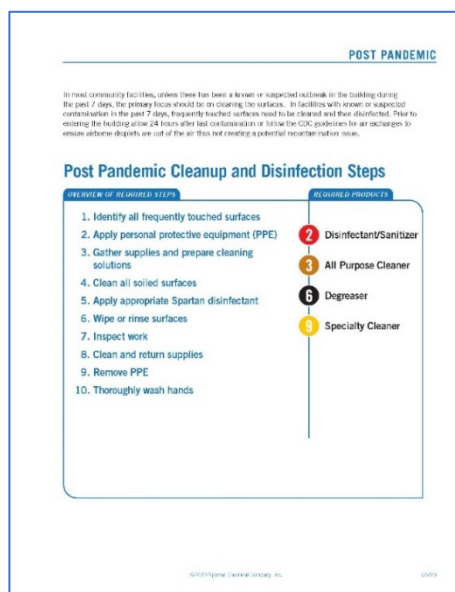 POST PANDEMIC
In most community facilities, unless there has been a known or suspected outbreak in the building during
the past 7 days, the primary focus should be on cleaning the surfaces. In facilities with known or suspected
contamination in the past 7 days, frequently touched surfaces need to be cleaned and then disinfected. Prior to
entering the building allow 24 hours after last contamination or follow the CDC guidelines for air exchanges to
ensure airborne droplets are out of the air thus not creating a potential recontamination issue.
Post Pandemic Cleanup and Disinfection Steps
OVERVIEW OF REQUIRED STEPS
1. Identify all frequently touched surfaces
2. Apply personal protective equipment (PPE)
3. Gather supplies and prepare cleaning
solutions
4. Clean all soiled surfaces
5. Apply appropriate Spartan disinfectant
6. Wipe or rinse surfaces
7. Inspect work
8. Clean and return supplies
9. Remove PPE
10. Thoroughly wash hands
REQUIRED PRODUCTS
2 Disinfectant/Sanitizer
3 All Purpose Cleaner
6 Degreaser
9 Specialty Cleaner
Spartan Chemical Company, Inc.